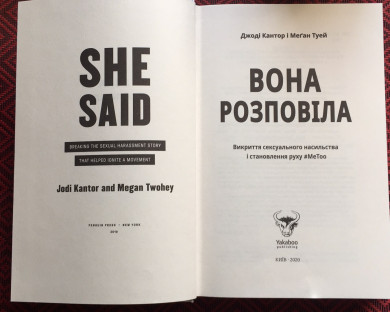 SHE
SAID
BREAKING THE SEXUAL HARASSMENT STORY
THAT HELPED IGNITE A MOVEMENT
Jodi Kantor and Megan Twohey
PENGUIN PRESS · NEW YORK
2019
Джоді Кантор і Меґан Туей
ВОНА
РОЗПОВІЛА
Викриття сексуального насильства
і становлення руху #MeToo
Yakaboo
publishing
КИЇВ · 2020